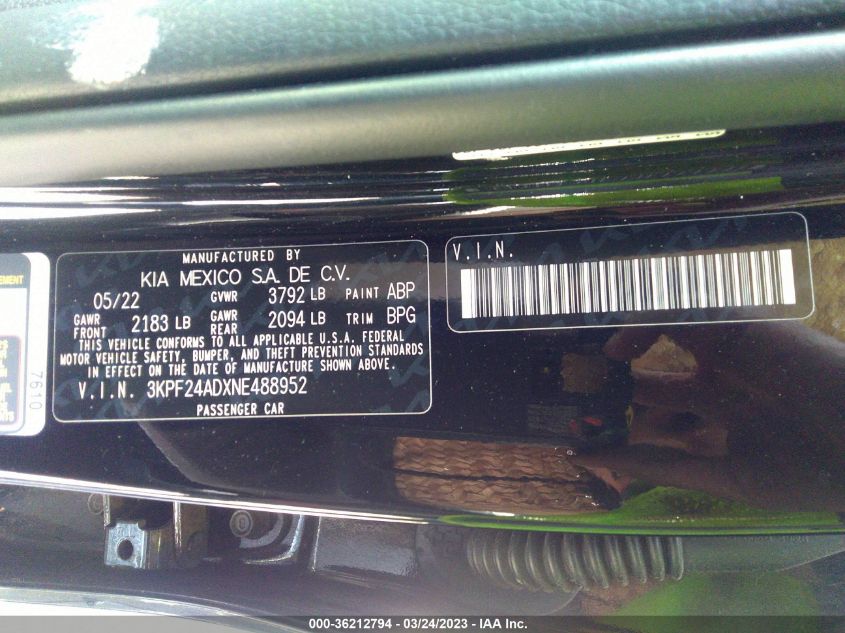 MANUFACTURED BY
KIA MEXICO S.A. DE C.V.
05/22 GVWR 3792 LB PAINT ABP
GAWR FRONT 2183 LB GAWR REAR 2094 LB TRIM BPG
THIS VEHICLE CONFORMS TO ALL APPLICABLE U.S.A. FEDERAL
MOTOR VEHICLE SAFETY, BUMPER, AND THEFT PREVENTION STANDARDS
IN EFFECT ON THE DATE OF MANUFACTURE SHOWN ABOVE.
V.I.N. 3KPF24ADXNE488952
PASSENGER CAR
V.I.N.
7610
000-36212794 - 03/24/2023 - IAA Inc.